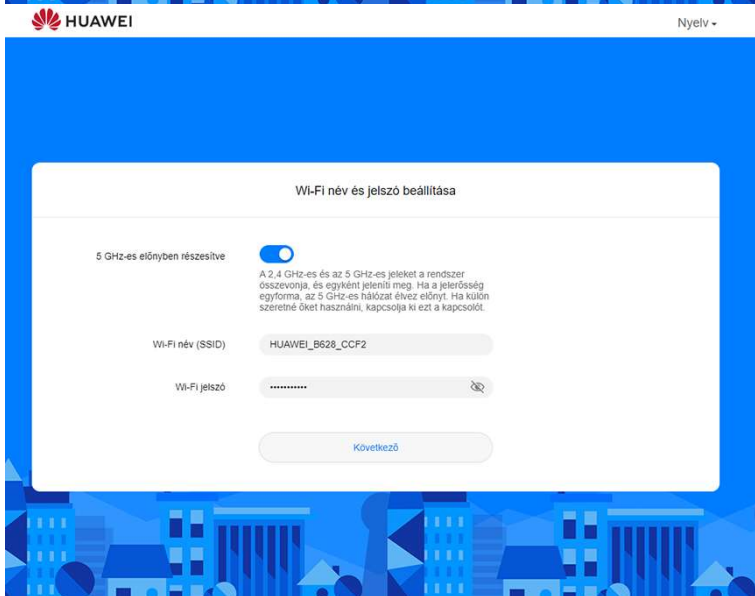 HUAWEI
Nyelv
Wi-Fi név és jelszó beállítása
5 GHz-es előnyben részesítve
A 2,4 GHz-es és az 5 GHz-es jeleket a rendszer
összevonja, és egyként jeleníti meg. Ha a jelerősség
egyforma, az 5 GHz-es hálózat élvez előnyt. Ha külön
szeretné őket használni, kapcsolja ki ezt a kapcsolót.
Wi-Fi név (SSID)
HUAWEI_B628_CCF2
Wi-Fi jelszó
•••••••••••
Következő